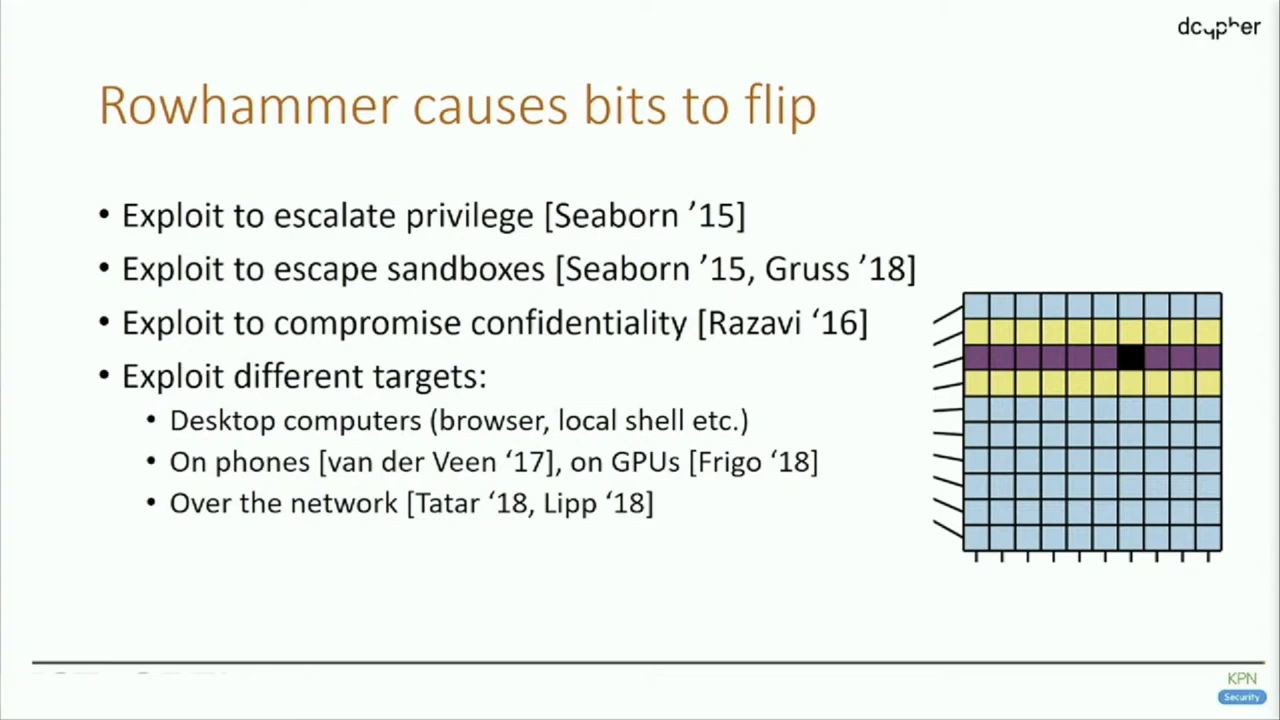 dcypher
Rowhammer causes bits to flip
• Exploit to escalate privilege [Seaborn ’15]
• Exploit to escape sandboxes [Seaborn ’15, Gruss ’18]
• Exploit to compromise confidentiality [Razavi ‘16]
• Exploit different targets:
• Desktop computers (browser, local shell etc.)
• On phones [van der Veen ‘17], on GPUs [Frigo ‘18]
• Over the network [Tatar ‘18, Lipp ‘18]
KPN
Security